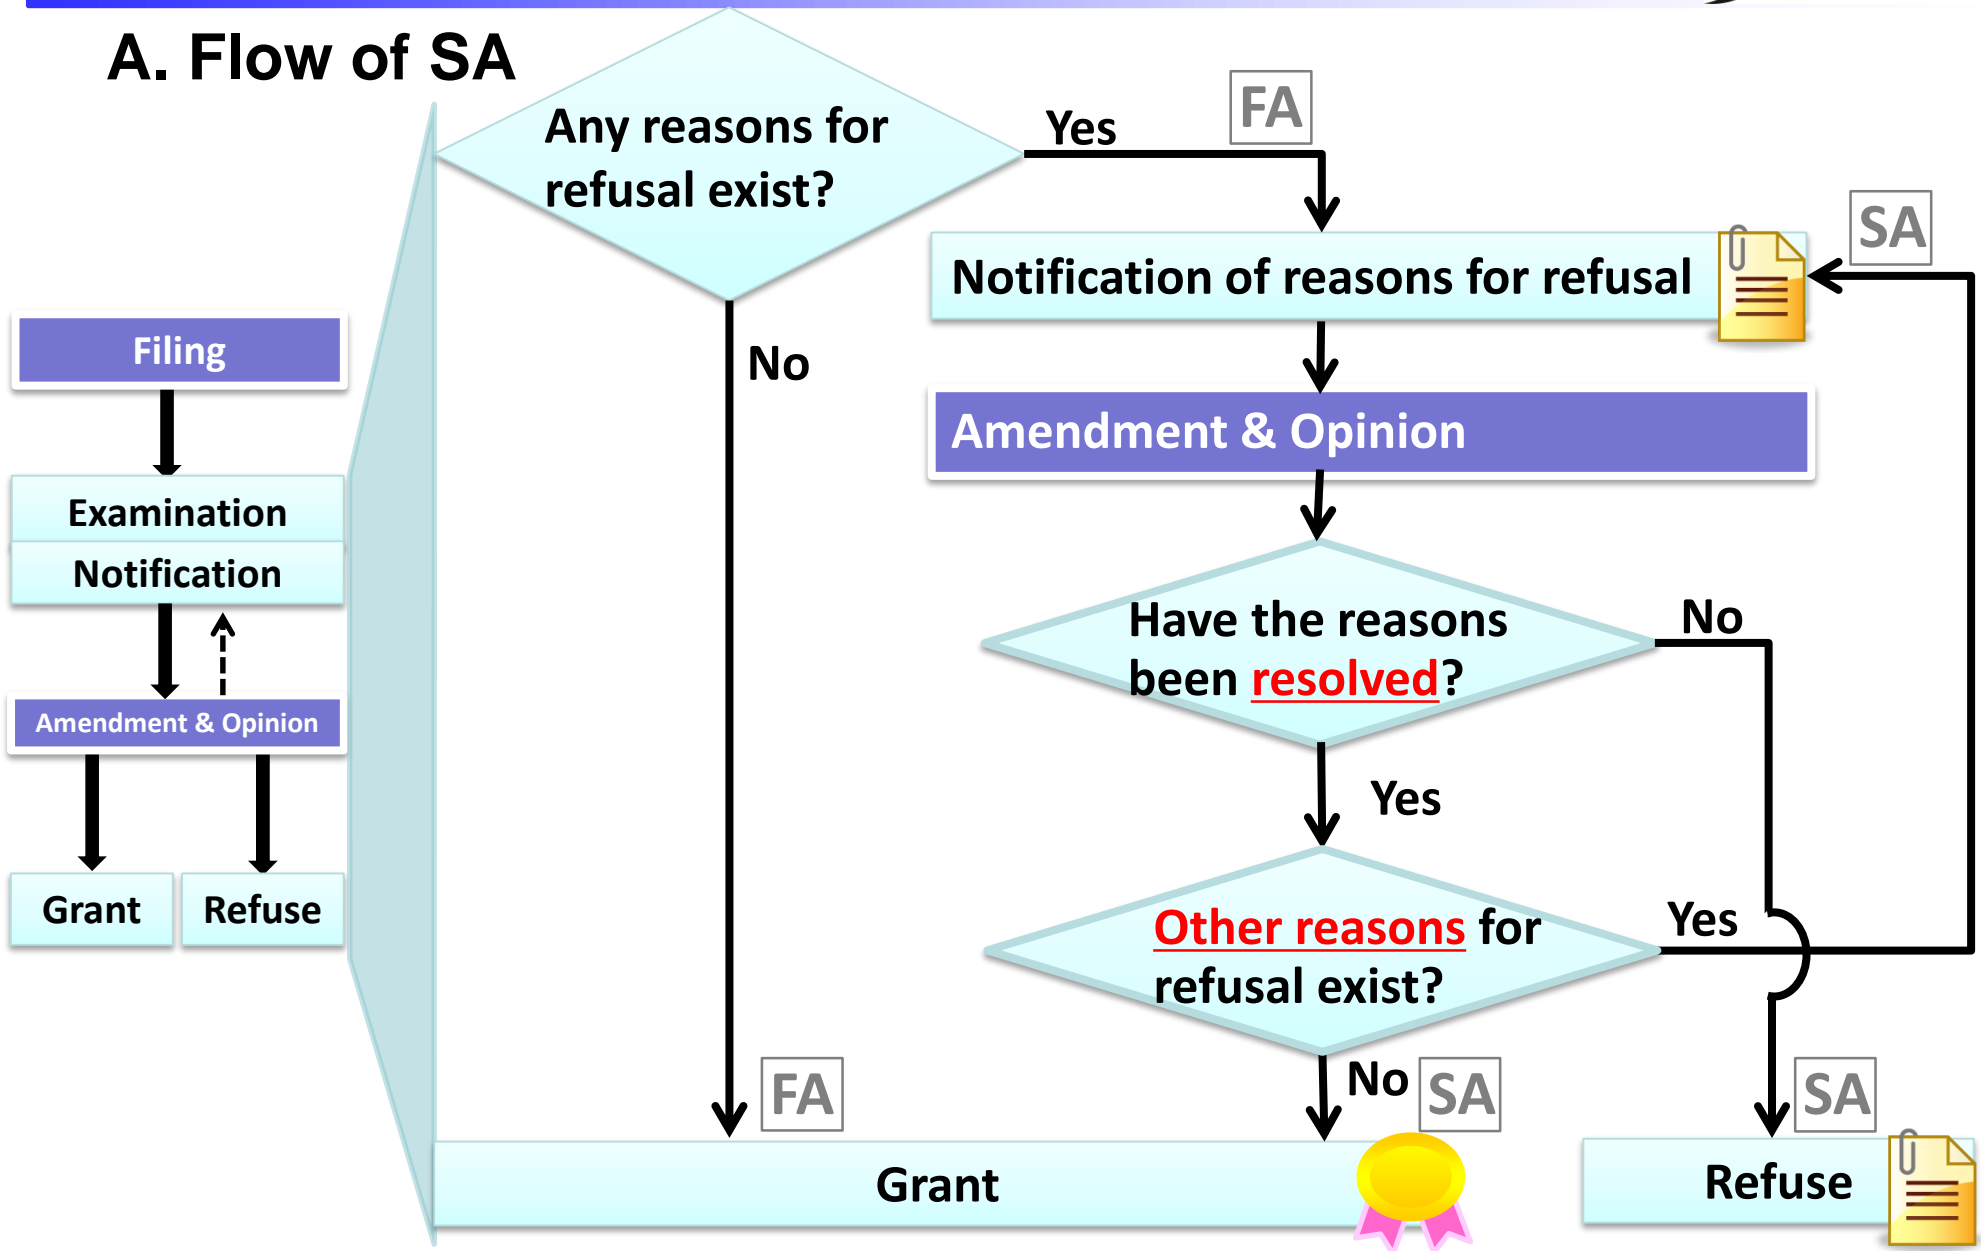 A. Flow of SA
Any reasons for
refusal exist?
Yes
FA
SA
Notification of reasons for refusal
No
Amendment & Opinion
Filing
Examination
Notification
Amendment & Opinion
Grant
Refuse
Have the reasons
been resolved?
No
Yes
Other reasons for
refusal exist?
Yes
No
FA
SA
SA
Grant
Refuse